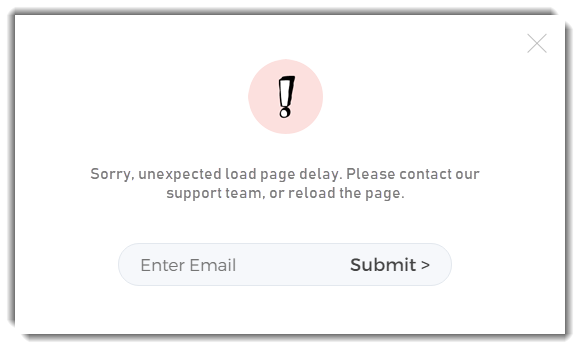 !
Sorry, unexpected load page delay. Please contact our
support team, or reload the page.
Enter Email
Submit >